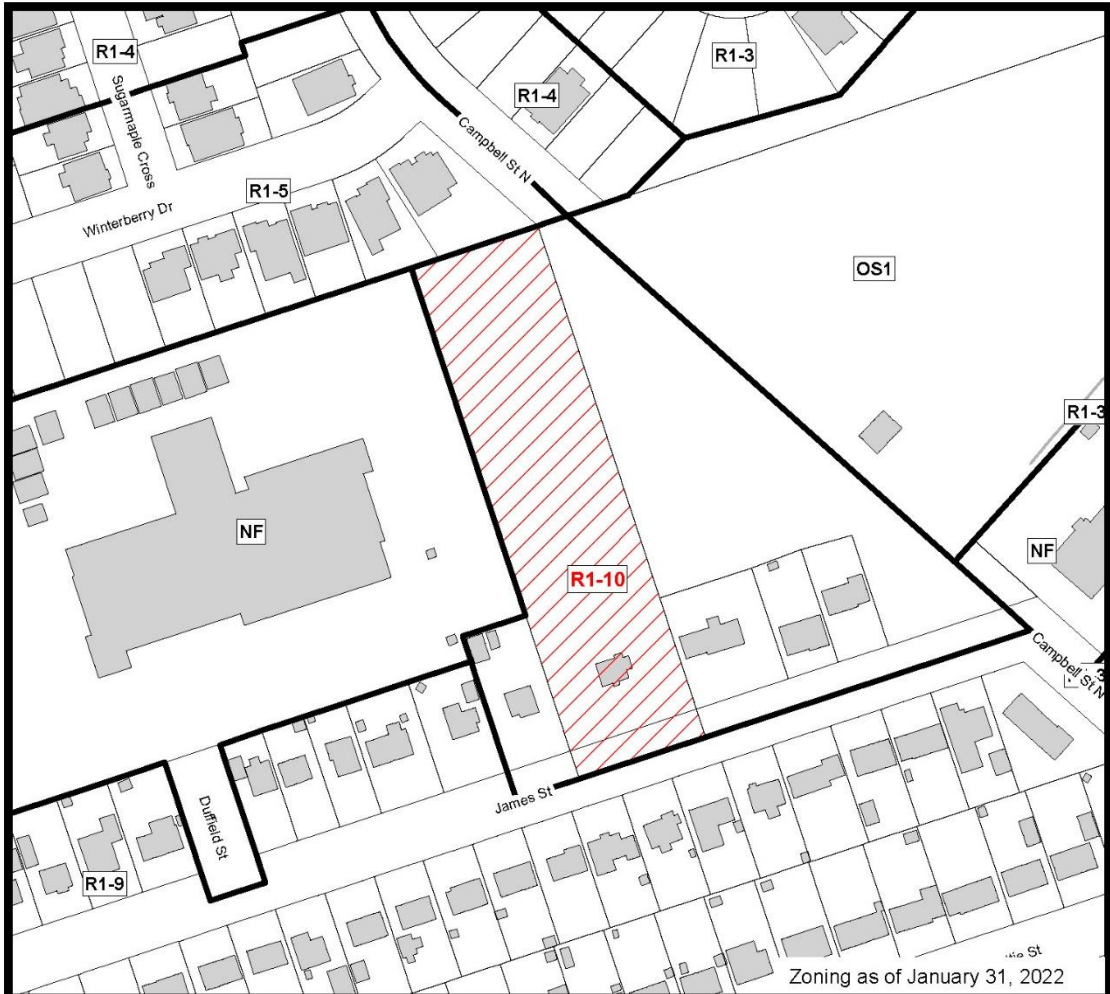 R1-4
R1-3
R1-4
Sugarmaple Cross
Campbell St N
R1-5
Winterberry Dr
OS1
R1-3
NF
NF
R1-10
Campbell St N
James St
Duffield St
R1-9
Zoning as of January 31, 2022